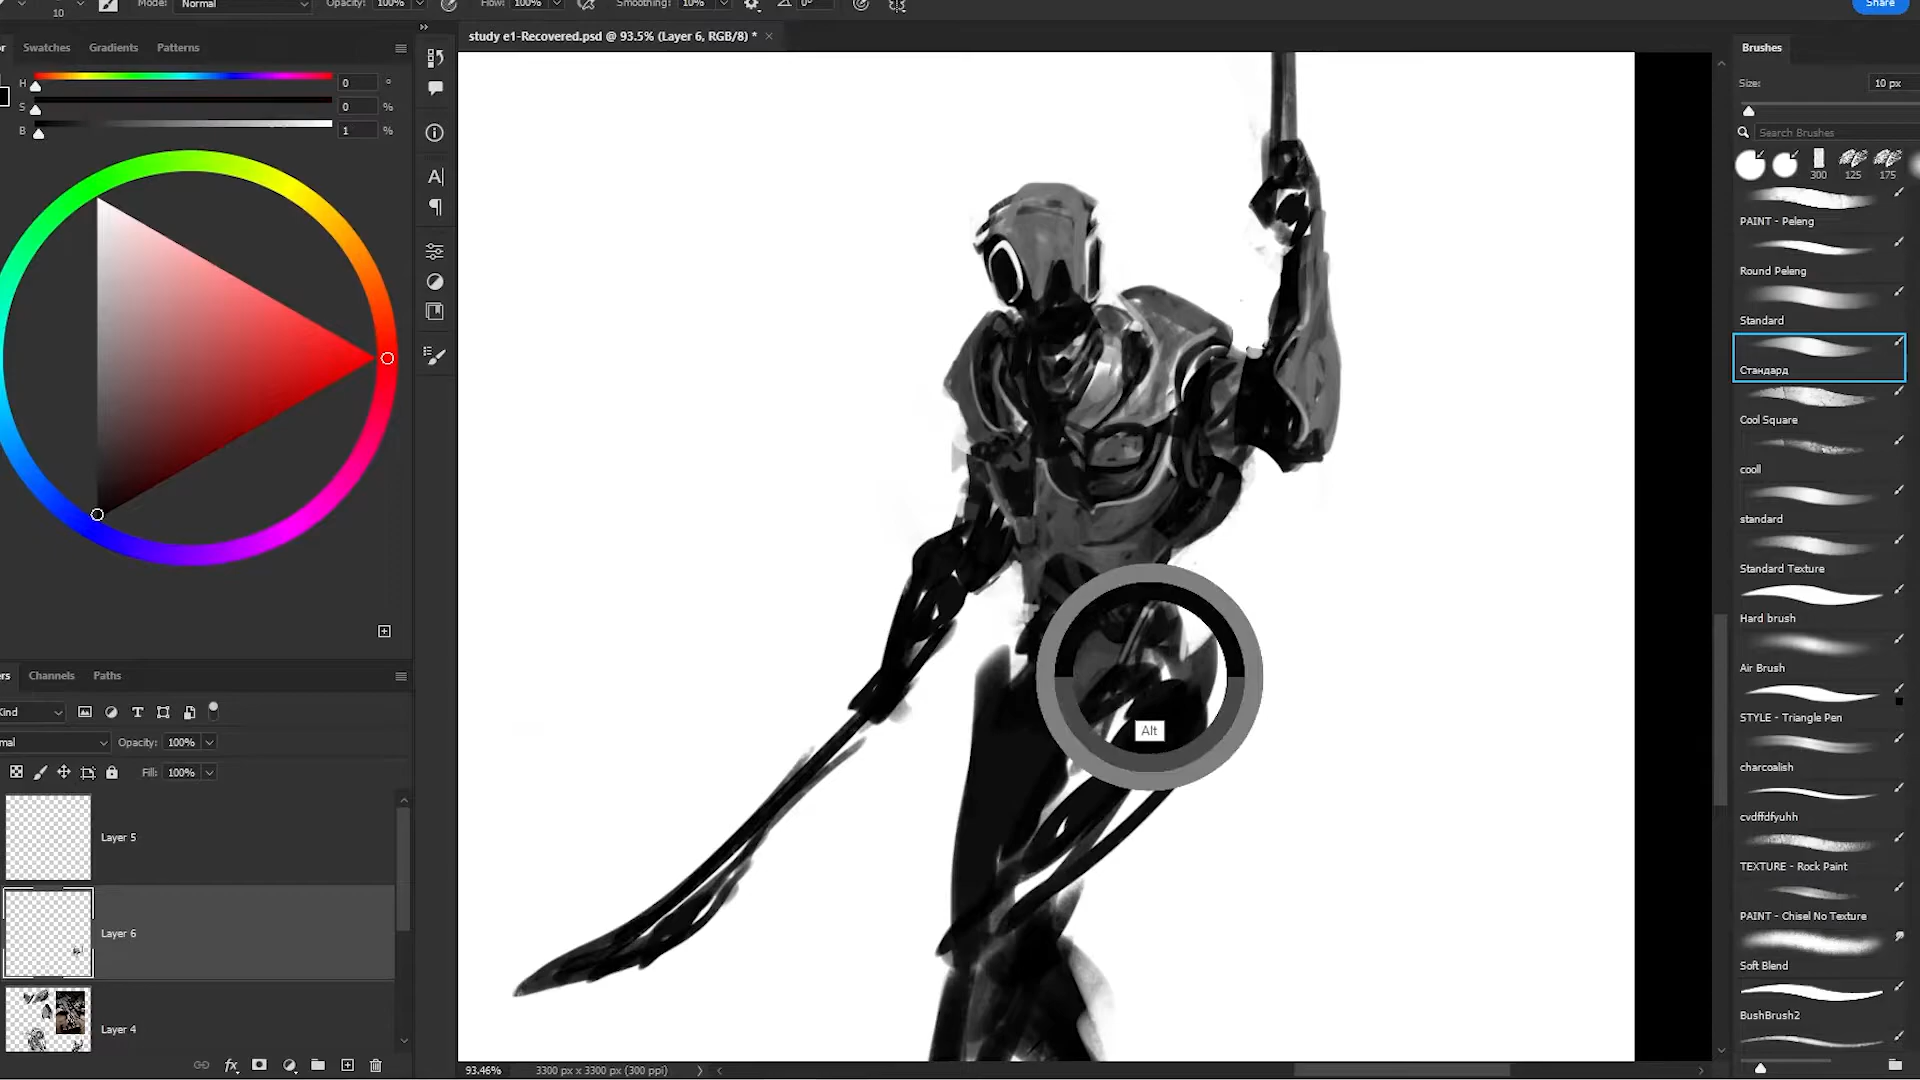 10 Mode: Normal Opacity: 100% Flow: 100% Smoothing: 10% 0° Share
Swatches Gradients Patterns
H 0 °
S 0 %
B 1 %
study e1-Recovered.psd @ 93.5% (Layer 6, RGB/8) * ×
Alt
Channels Paths
Kind
Opacity: 100%
Fill: 100%
Layer 5
Layer 6
Layer 4
fx
93.46% 3300 px x 3300 px (300 ppi)
Brushes
Size: 10 px
Search Brushes
300 125 175
PAINT - Peleng
Round Peleng
Standard
Стандард
Cool Square
cooll
standard
Standard Texture
Hard brush
Air Brush
STYLE - Triangle Pen
charcoalish
cvdffdfyuhh
TEXTURE - Rock Paint
PAINT - Chisel No Texture
Soft Blend
BushBrush2